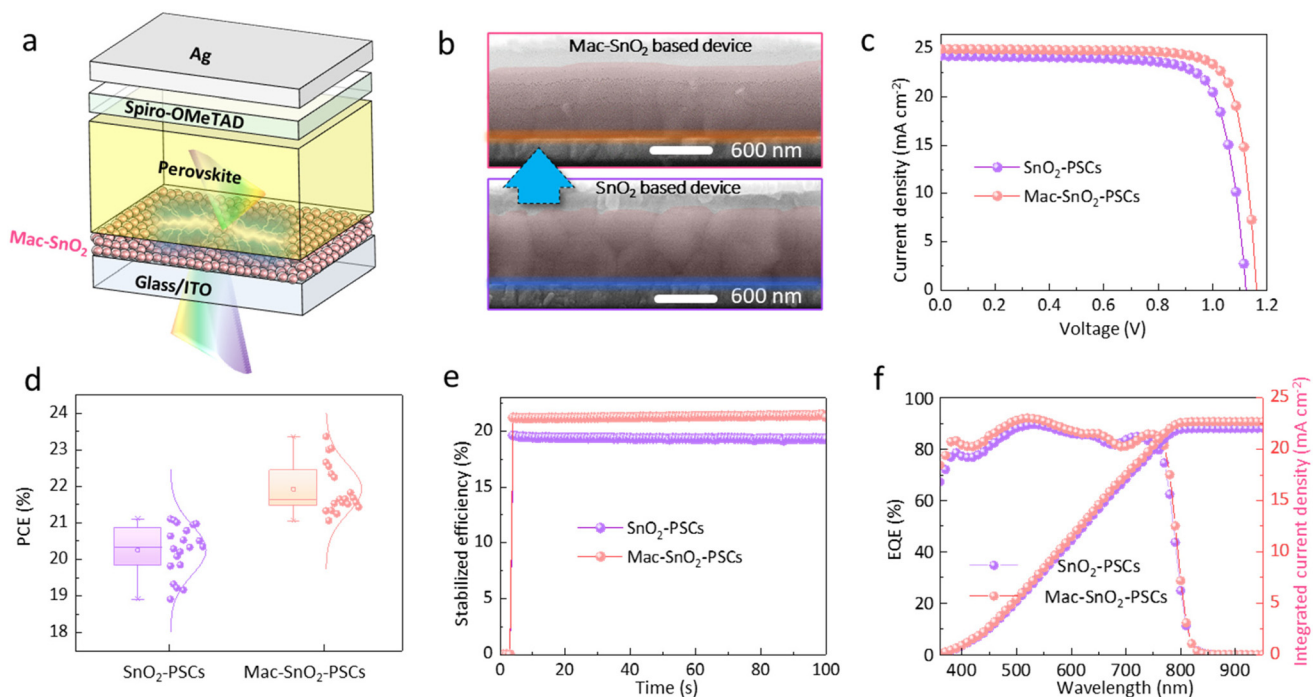 a
Ag
Spiro-OMeTAD
Perovskite
Mac-SnO₂
Glass/ITO
b
Mac-SnO₂ based device
600 nm
SnO₂ based device
600 nm
c
Current density (mA cm⁻²)
30
25
20
15
10
5
0
SnO₂-PSCs
Mac-SnO₂-PSCs
0.0 0.2 0.4 0.6 0.8 1.0 1.2
Voltage (V)
d
PCE (%)
24
23
22
21
20
19
18
SnO₂-PSCs Mac-SnO₂-PSCs
e
Stabilized efficiency (%)
20
15
10
5
0
SnO₂-PSCs
Mac-SnO₂-PSCs
0 20 40 60 80 100
Time (s)
f
EQE (%)
100
80
60
40
20
0
SnO₂-PSCs
Mac-SnO₂-PSCs
400 500 600 700 800 900
Wavelength (nm)
25
20
15
10
5
0
Integrated current density (mA cm⁻²)